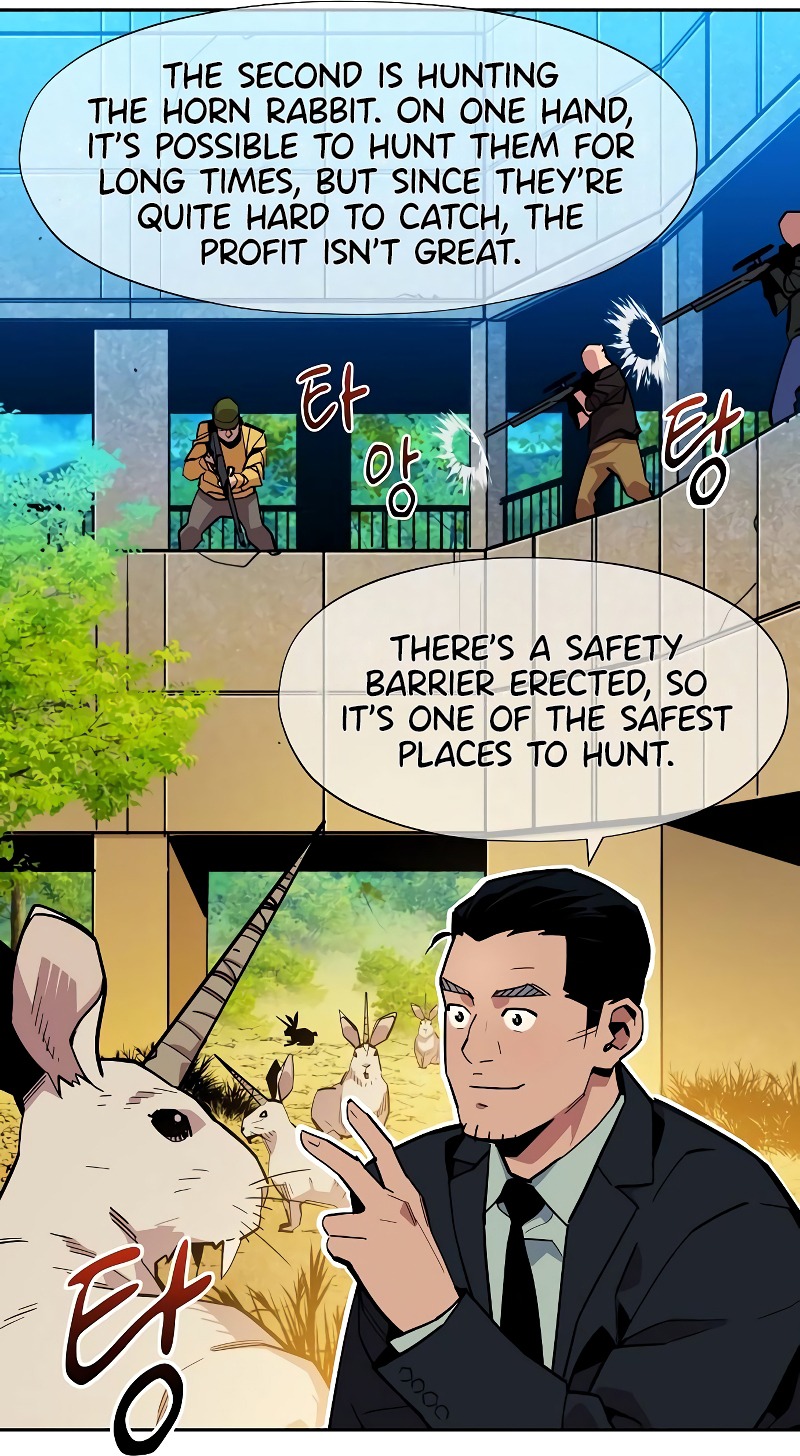 THE SECOND IS HUNTING
THE HORN RABBIT. ON ONE HAND,
IT'S POSSIBLE TO HUNT THEM FOR
LONG TIMES, BUT SINCE THEY'RE
QUITE HARD TO CATCH, THE
PROFIT ISN'T GREAT.
타
앙
탕
THERE'S A SAFETY
BARRIER ERECTED, SO
IT'S ONE OF THE SAFEST
PLACES TO HUNT.
탕